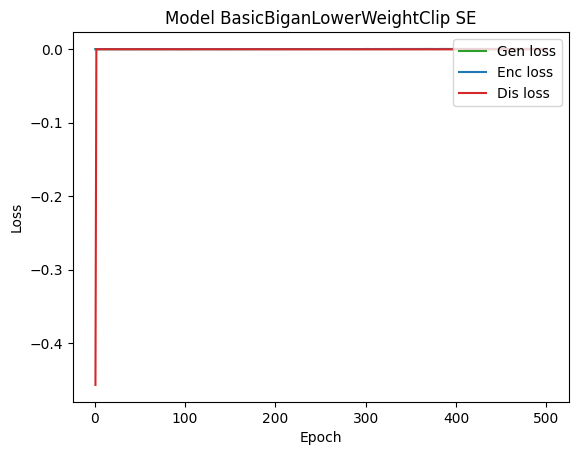 Model BasicBiganLowerWeightClip SE
Gen loss
Enc loss
Dis loss
0.0
−0.1
−0.2
−0.3
−0.4
Loss
0
100
200
300
400
500
Epoch